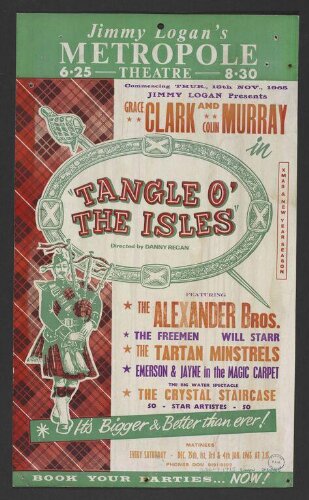 Jimmy Logan's
METROPOLE
6·25 — THEATRE — 8·30
Commencing THUR., 18th NOV., 1965
JIMMY LOGAN Presents
GRACE CLARK AND COLIN MURRAY
in
"TANGLE O'
THE ISLES"
Directed by DANNY REGAN
XMAS & NEW YEAR SEASON
FEATURING
★ THE ALEXANDER BROS.
★ THE FREEMEN WILL STARR
★ THE TARTAN MINSTRELS
★ EMERSON & JAYNE in the MAGIC CARPET
THE BIG WATER SPECTACLE
★ THE CRYSTAL STAIRCASE
50 - STAR ARTISTES - 50
It's Bigger & Better than ever!
MATINEES
EVERY SATURDAY
BOOK YOUR PARTIES...NOW!